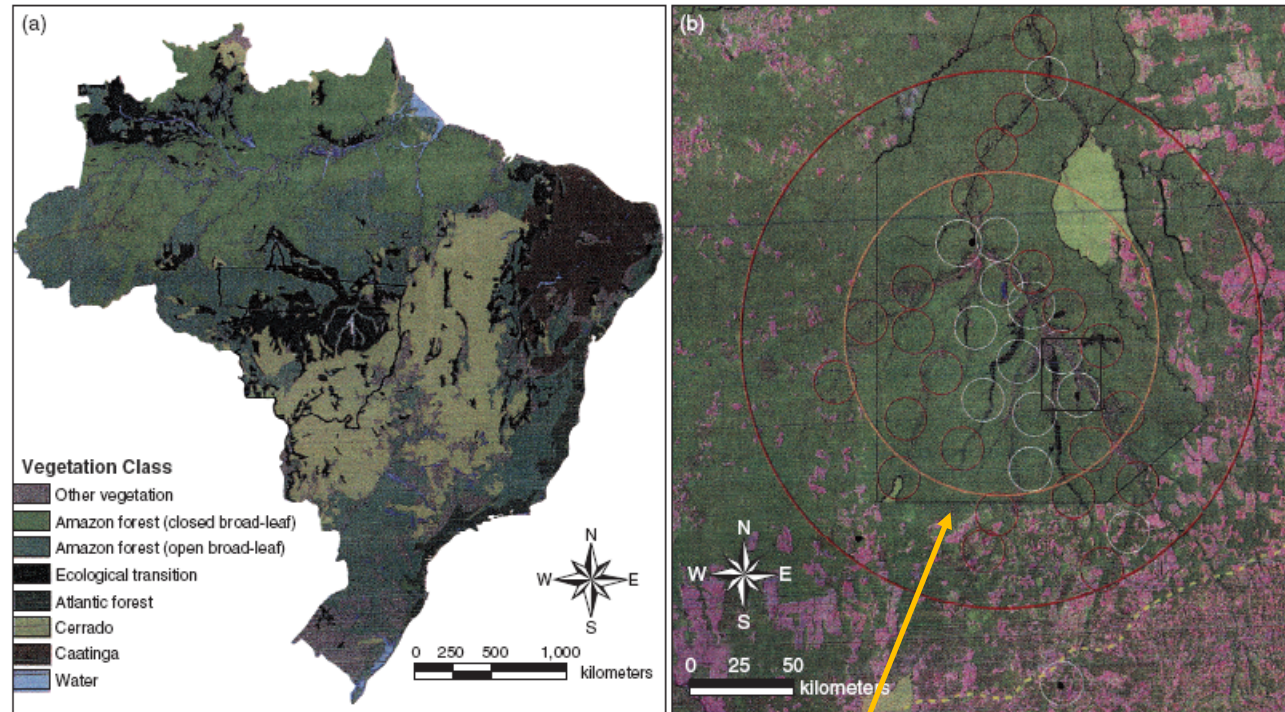 (a)
Vegetation Class
Other vegetation
Amazon forest (closed broad-leaf)
Amazon forest (open broad-leaf)
Ecological transition
Atlantic forest
Cerrado
Caatinga
Water
N
W E
S
0 250 500 1,000
kilometers
(b)
N
W E
S
0 25 50
kilometers